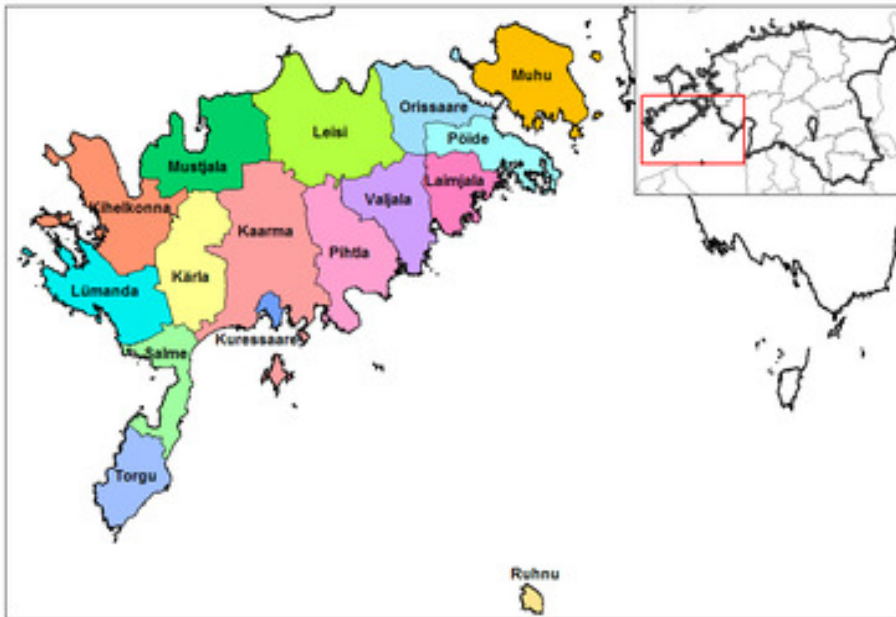 Muhu
Orissaare
Leisi
Pöide
Mustjala
Laimjala
Valjala
Kihelkonna
Kaarma
Pihtla
Kärla
Lümanda
Kuressaare
Salme
Torgu
Ruhnu